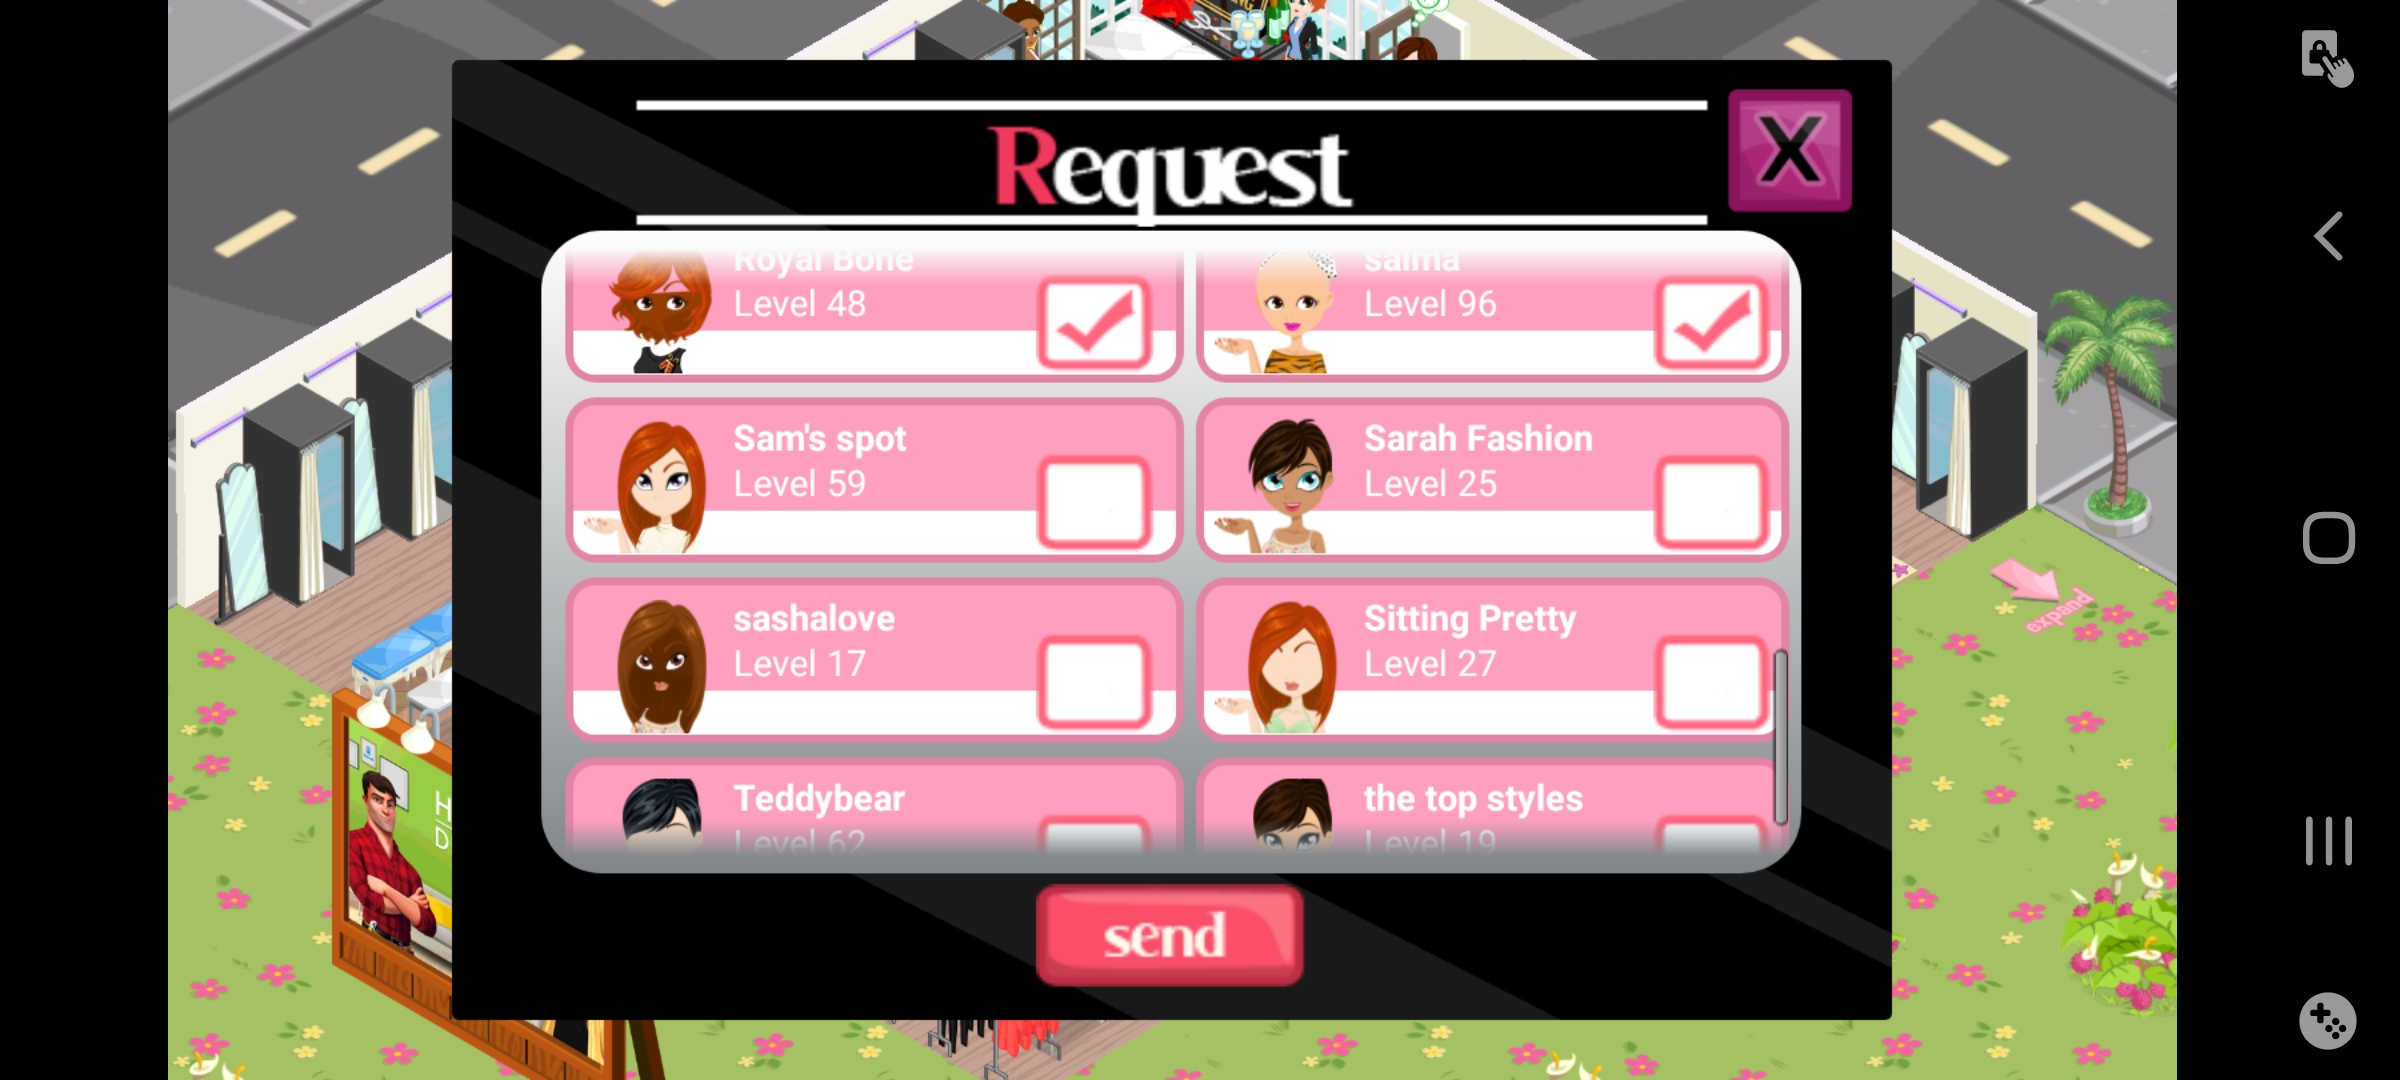 Request
Royal Bone
Level 48
salma
Level 96
Sam's spot
Level 59
Sarah Fashion
Level 25
sashalove
Level 17
Sitting Pretty
Level 27
Teddybear
Level 62
the top styles
Level 19
send
expand
H
D
X